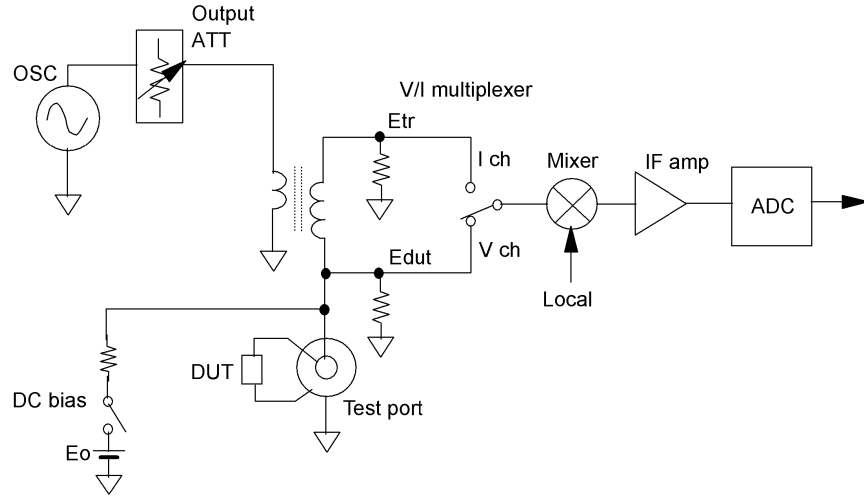 Output
ATT
OSC
V/I multiplexer
Etr
I ch
Mixer
IF amp
ADC
V ch
Edut
Local
DUT
Test port
DC bias
Eo